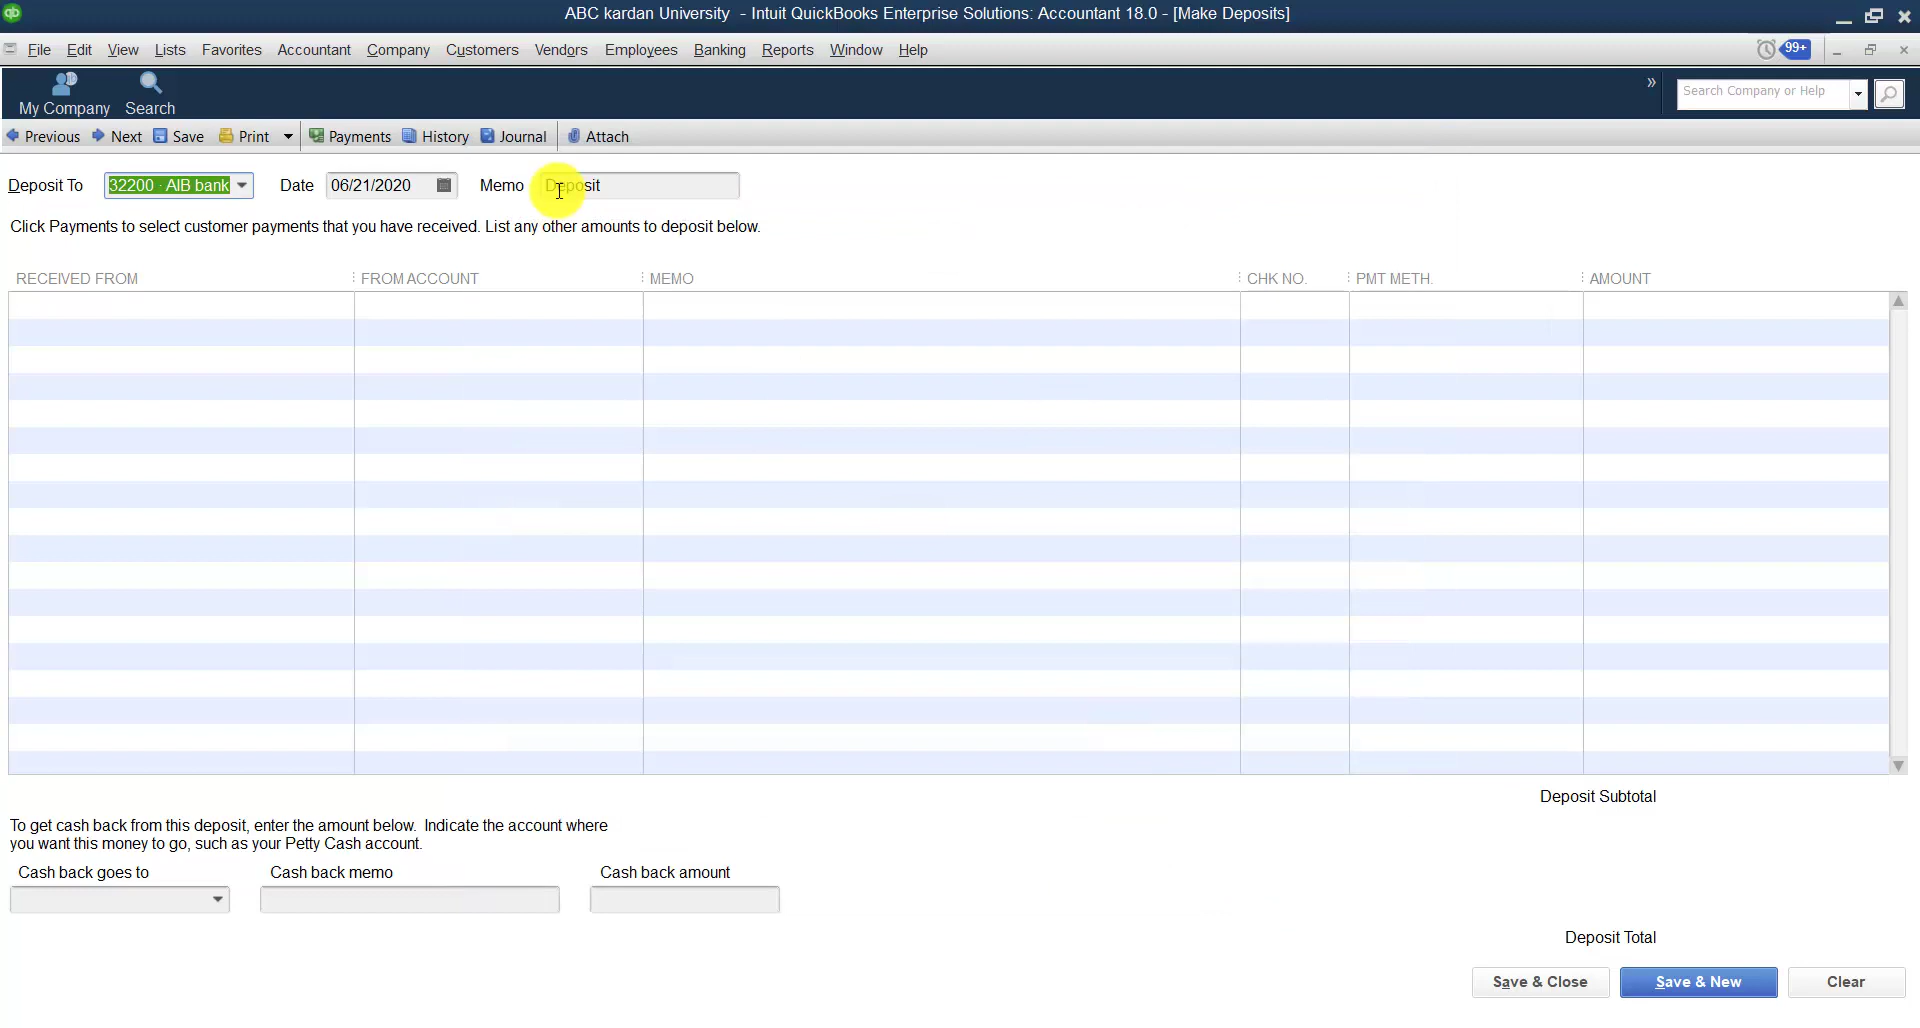 ABC kardan University - Intuit QuickBooks Enterprise Solutions: Accountant 18.0 - [Make Deposits]
File Edit View Lists Favorites Accountant Company Customers Vendors Employees Banking Reports Window Help 99+
My Company Search Search Company or Help
Previous Next Save Print Payments History Journal Attach
Deposit To 32200 · AIB bank Date 06/21/2020 Memo Deposit
Click Payments to select customer payments that you have received. List any other amounts to deposit below.
RECEIVED FROM FROM ACCOUNT MEMO CHK NO. PMT METH. AMOUNT
Deposit Subtotal
To get cash back from this deposit, enter the amount below. Indicate the account where
you want this money to go, such as your Petty Cash account.
Cash back goes to Cash back memo Cash back amount
Deposit Total
Save & Close Save & New Clear